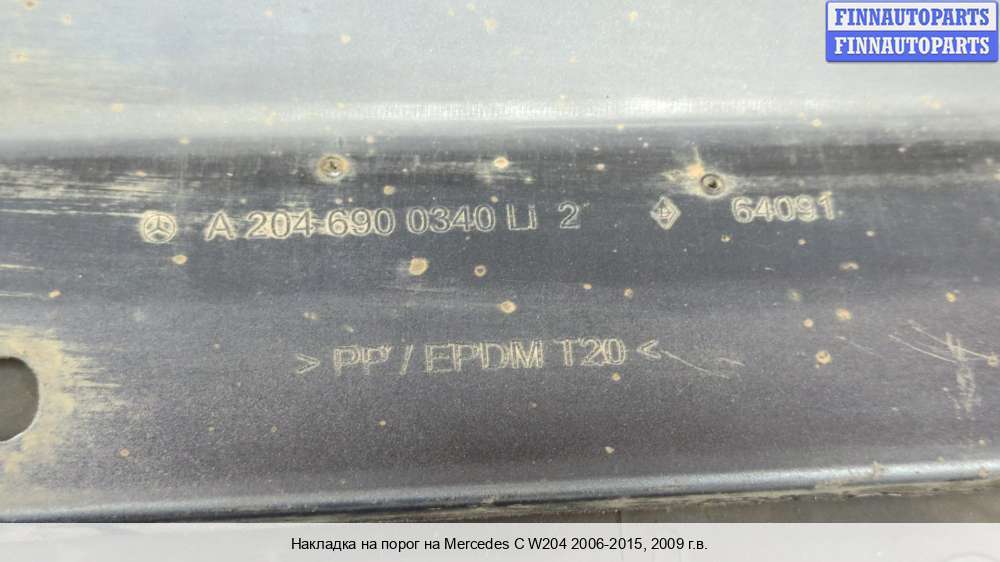 FINNAUTOPARTS
FINNAUTOPARTS
A 204 690 0340 Li 2 64091
> PP / EPDM T20 <
Накладка на порог на Mercedes C W204 2006-2015, 2009 г.в.